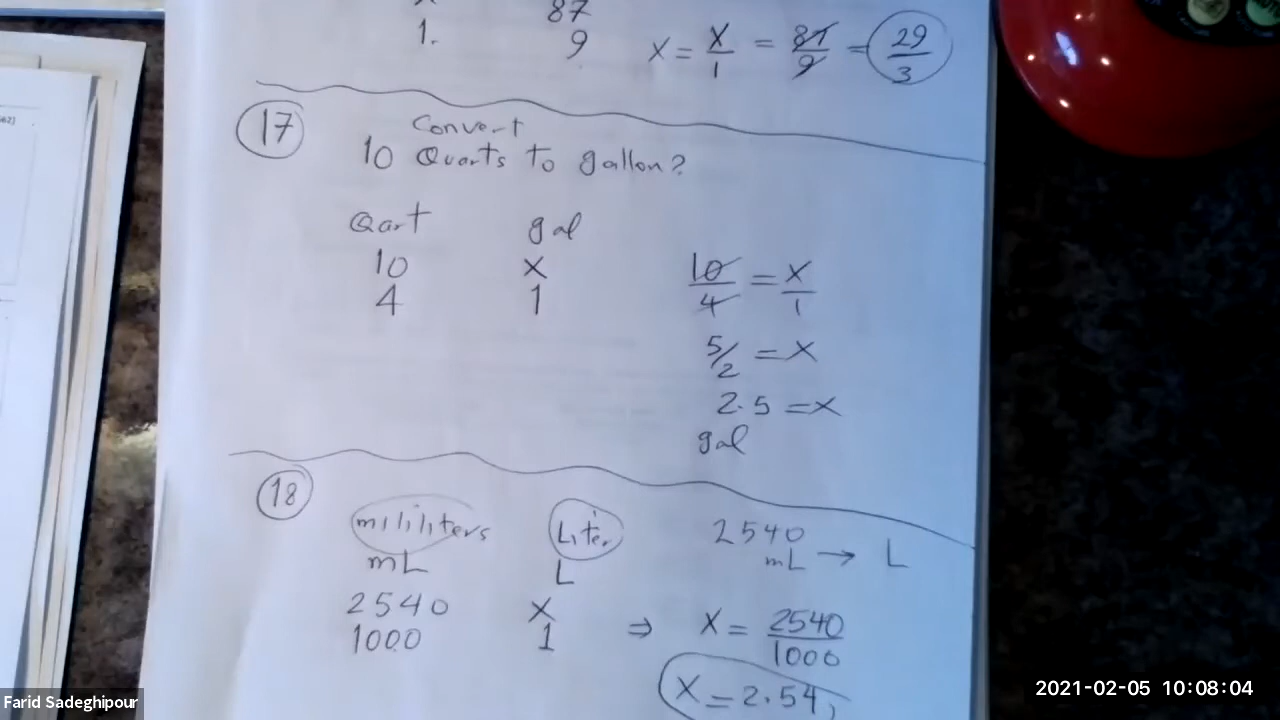 87
1. 9 X = X/1 = 87/9 = 29/3
17
Convert
10 Quarts to gallon?
Qart gal
10 X 10/4 = X/1
4 1
5/2 = X
2.5 = X
gal
18
mililiters Liter 2540
mL L mL → L
2540 X
1000 1 ⇒ X = 2540/1000
X = 2.54
Farid Sadeghipour
2021-02-05 10:08:04